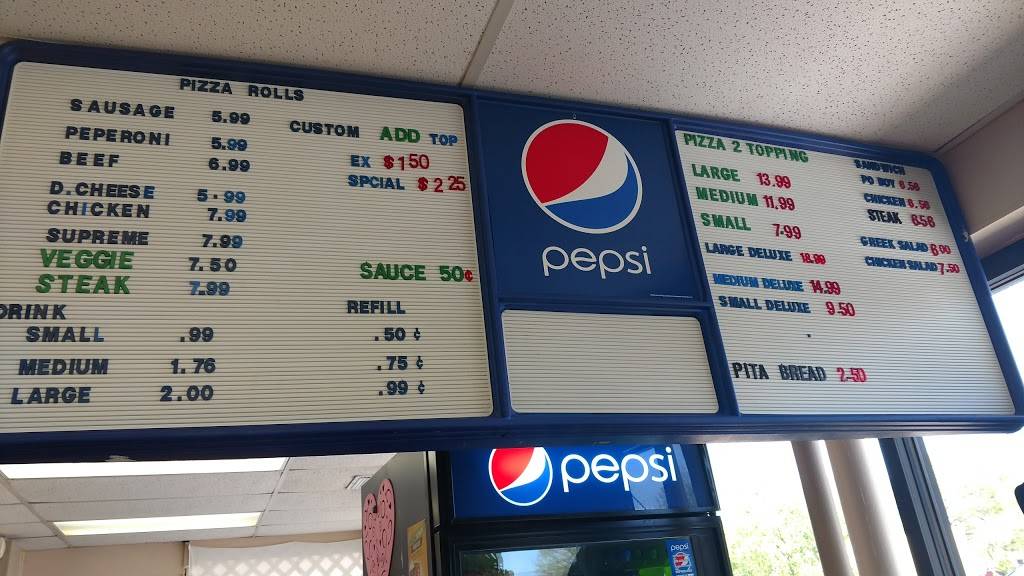 PIZZA ROLLS
SAUSAGE 5.99
PEPERONI 5.99
BEEF 6.99
D.CHEESE 5.99
CHICKEN 7.99
SUPREME 7.99
VEGGIE 7.50
STEAK 7.99
CUSTOM ADD TOP
EX $1 50
SPCIAL $2 25
SAUCE 50¢
DRINK REFILL
SMALL .99 .50 ¢
MEDIUM 1.76 .75 ¢
LARGE 2.00 .99 ¢
pepsi
PIZZA 2 TOPPING
LARGE 13.99
MEDIUM 11.99
SMALL 7.99
LARGE DELUXE 18.99
MEDIUM DELUXE 14.99
SMALL DELUXE 9.50
PITA BREAD 2.50
SANDWICH
PO BOY 6.58
CHICKEN 6.58
STEAK 6.58
GREEK SALAD 6.00
CHICKEN SALAD 7.50
pepsi
pepsi